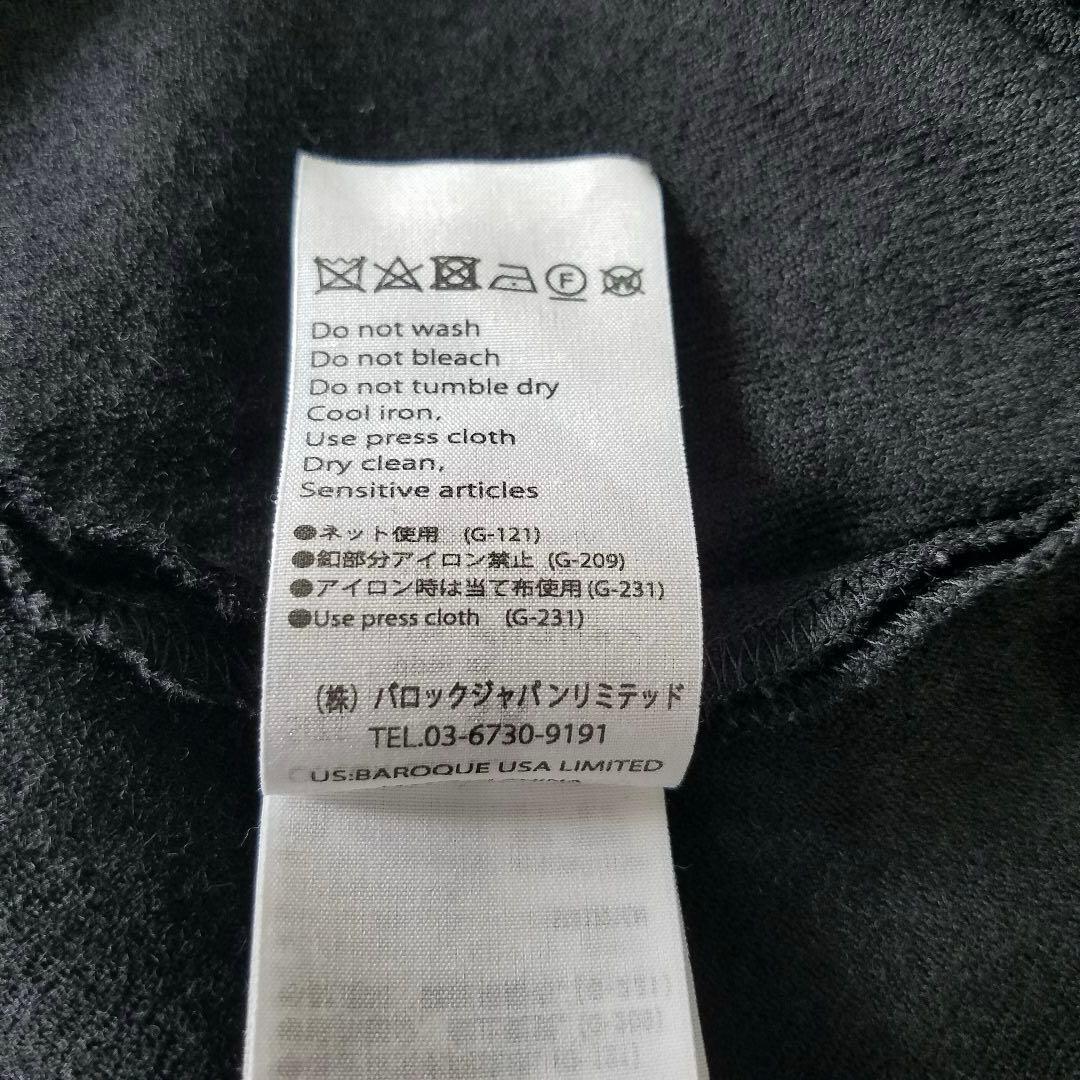 F W
Do not wash
Do not bleach
Do not tumble dry
Cool iron,
Use press cloth
Dry clean,
Sensitive articles
●ネット使用 (G-121)
●釦部分アイロン禁止 (G-209)
●アイロン時は当て布使用 (G-231)
●Use press cloth (G-231)
(株) バロックジャパンリミテッド
TEL.03-6730-9191
US:BAROQUE USA LIMITED